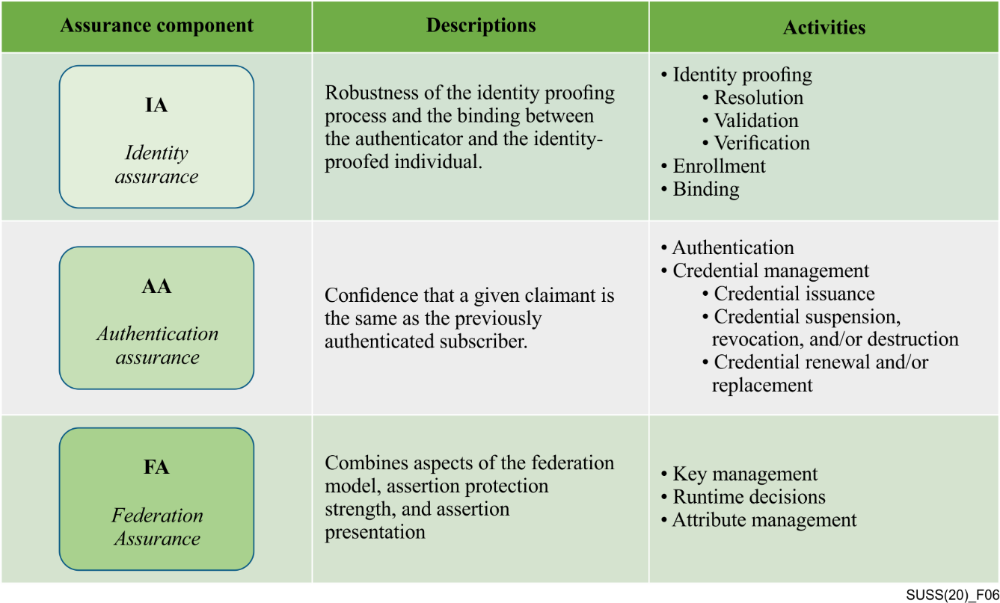 Assurance component
Descriptions
Activities
IA
Identity
assurance
Robustness of the identity proofing
process and the binding between
the authenticator and the identity-
proofed individual.
• Identity proofing
• Resolution
• Validation
• Verification
• Enrollment
• Binding
AA
Authentication
assurance
Confidence that a given claimant is
the same as the previously
authenticated subscriber.
• Authentication
• Credential management
• Credential issuance
• Credential suspension,
revocation, and/or destruction
• Credential renewal and/or
replacement
FA
Federation
Assurance
Combines aspects of the federation
model, assertion protection
strength, and assertion
presentation
• Key management
• Runtime decisions
• Attribute management
SUSS(20)_F06